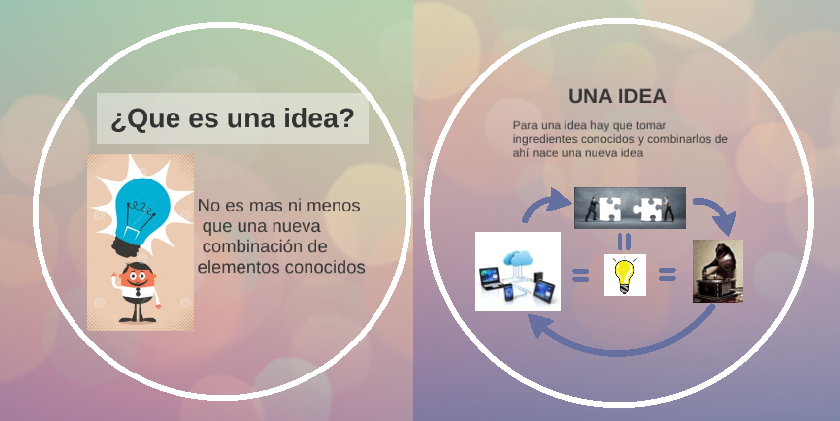 ¿Que es una idea?
No es mas ni menos
que una nueva
combinación de
elementos conocidos
UNA IDEA
Para una idea hay que tomar
ingredientes conocidos y combinarlos de
ahí nace una nueva idea